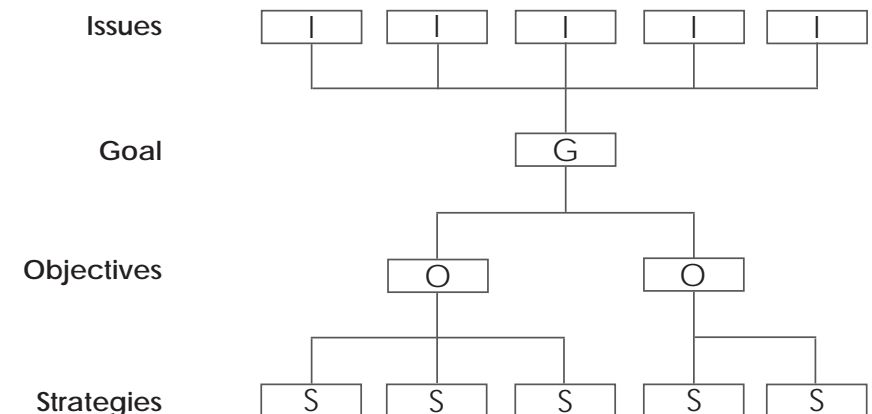 Issues I I I I I
Goal G
Objectives O O
Strategies S S S S S